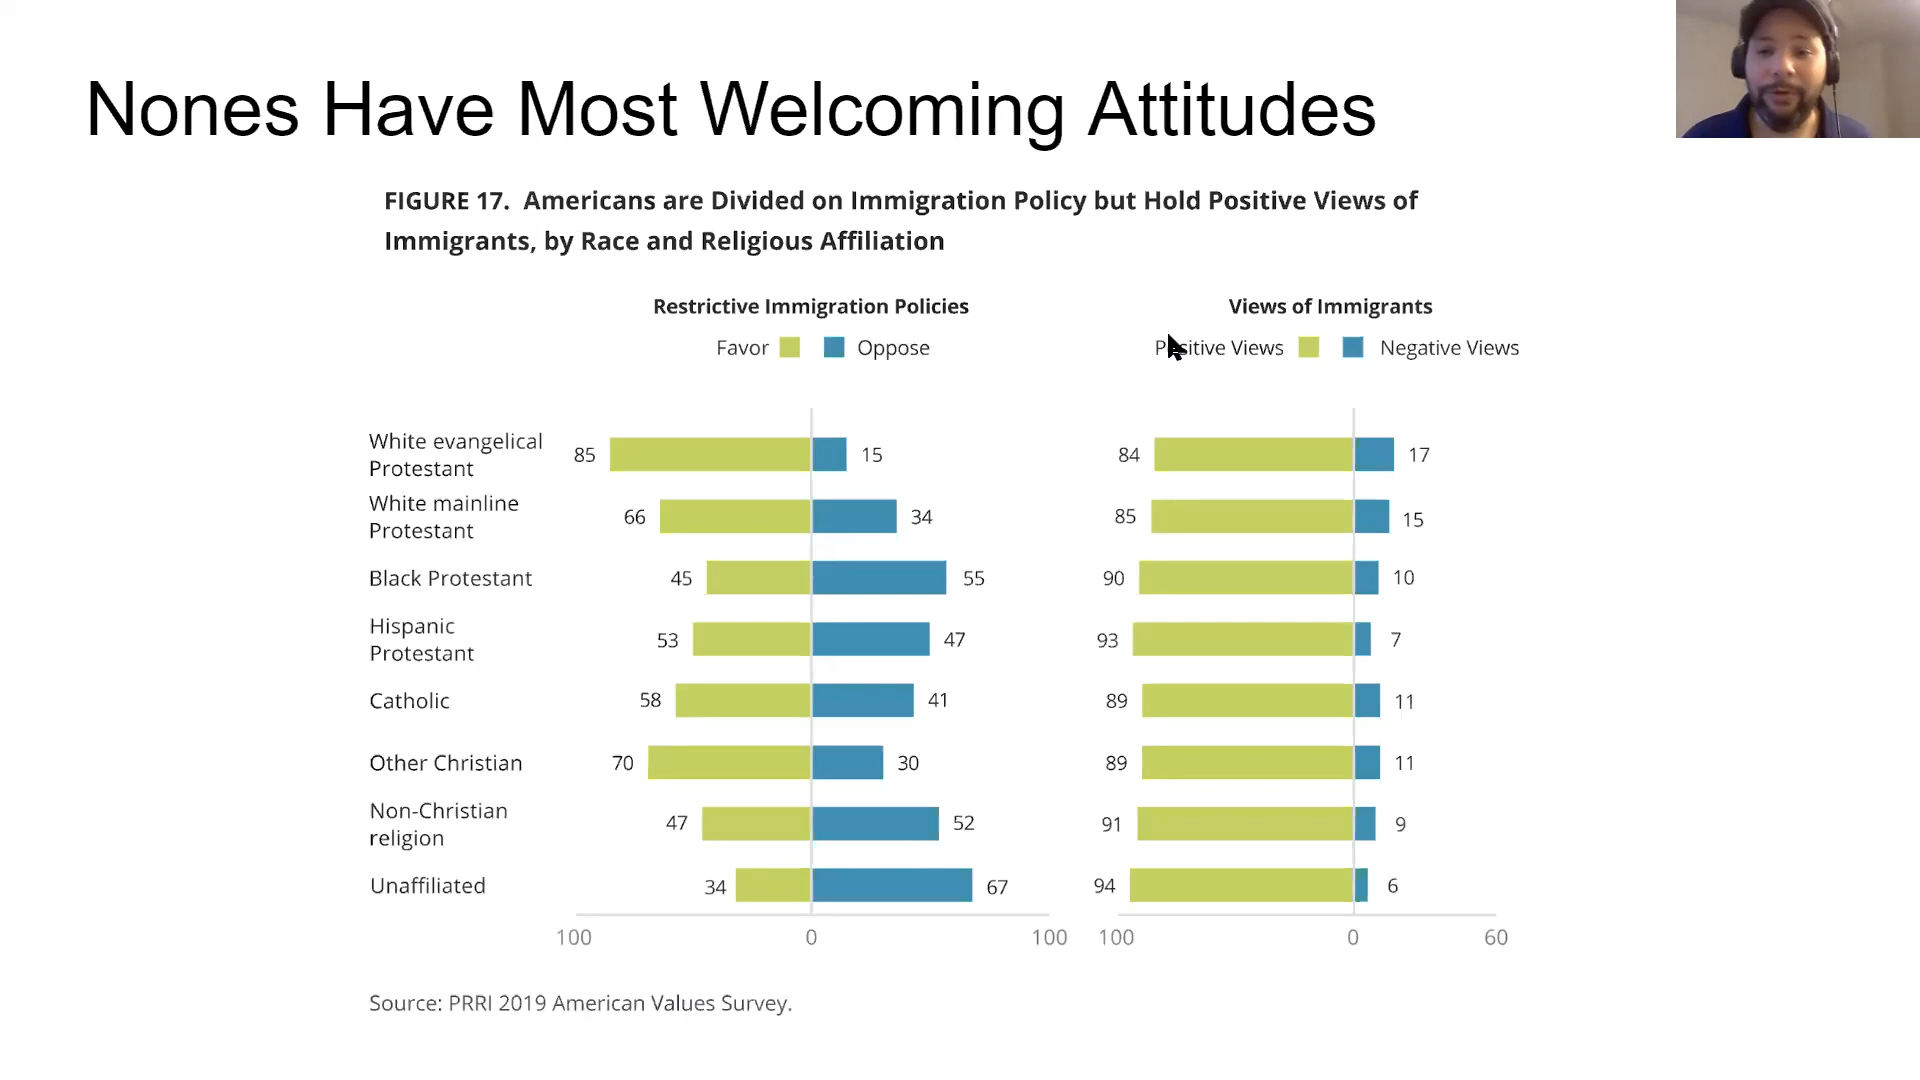 Nones Have Most Welcoming Attitudes
FIGURE 17. Americans are Divided on Immigration Policy but Hold Positive Views of
Immigrants, by Race and Religious Affiliation
Restrictive Immigration Policies
Favor Oppose
Views of Immigrants
Positive Views Negative Views
White evangelical
Protestant
85 15 84 17
White mainline
Protestant
66 34 85 15
Black Protestant 45 55 90 10
Hispanic
Protestant
53 47 93 7
Catholic 58 41 89 11
Other Christian 70 30 89 11
Non-Christian
religion
47 52 91 9
Unaffiliated 34 67 94 6
100 0 100 100 0 60
Source: PRRI 2019 American Values Survey.